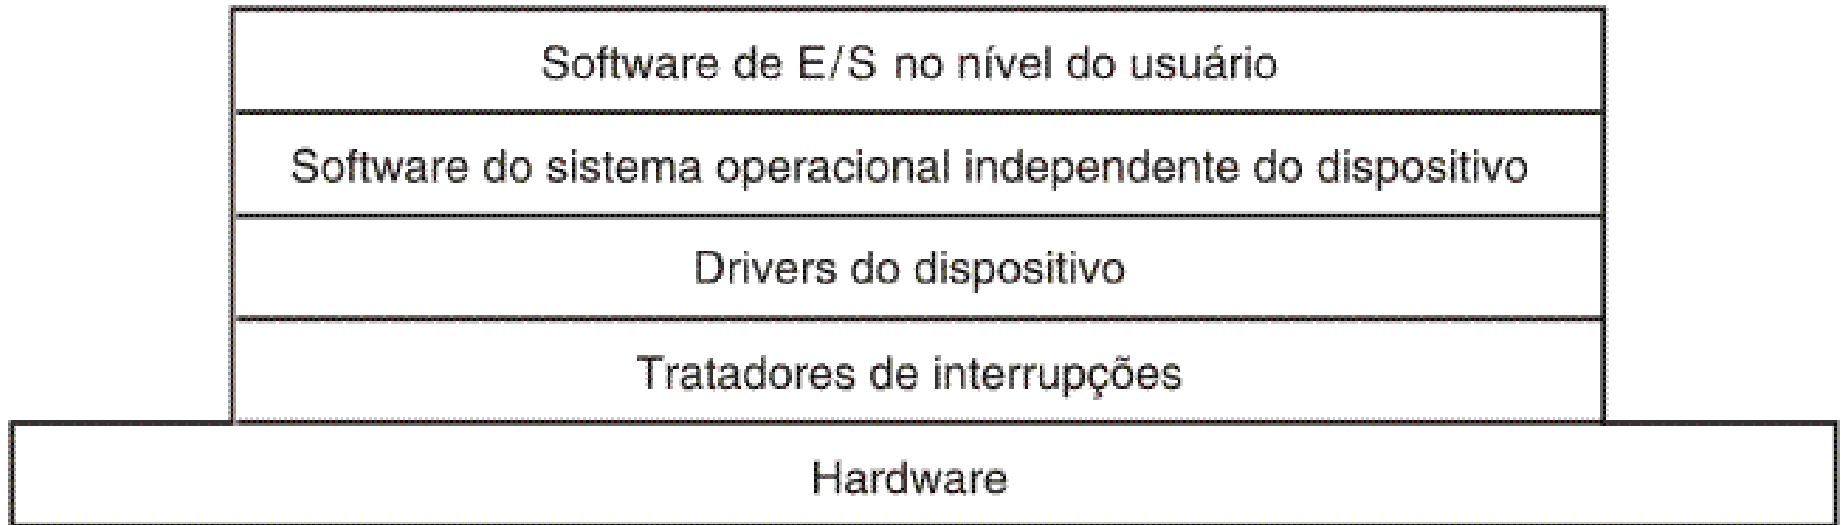 Software de E/S no nível do usuário
Software do sistema operacional independente do dispositivo
Drivers do dispositivo
Tratadores de interrupções
Hardware